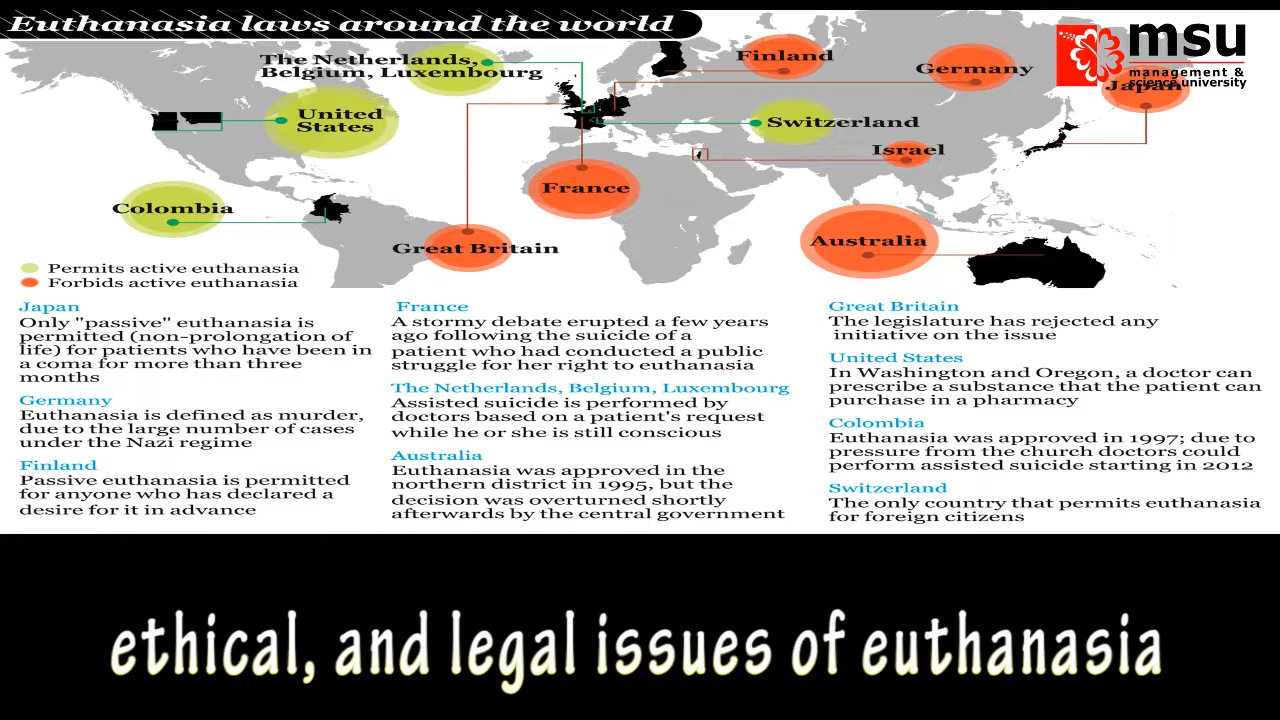 Euthanasia laws around the world
msu
management &
science university
The Netherlands,
Belgium, Luxembourg
Finland
Germany
Japan
United
States
Switzerland
Israel
France
Colombia
Great Britain
Australia
Permits active euthanasia
Forbids active euthanasia
Japan
Only "passive" euthanasia is
permitted (non-prolongation of
life) for patients who have been in
a coma for more than three
months
Germany
Euthanasia is defined as murder,
due to the large number of cases
under the Nazi regime
Finland
Passive euthanasia is permitted
for anyone who has declared a
desire for it in advance
France
A stormy debate erupted a few years
ago following the suicide of a
patient who had conducted a public
struggle for her right to euthanasia
The Netherlands, Belgium, Luxembourg
Assisted suicide is performed by
doctors based on a patient's request
while he or she is still conscious
Australia
Euthanasia was approved in the
northern district in 1995, but the
decision was overturned shortly
afterwards by the central government
Great Britain
The legislature has rejected any
initiative on the issue
United States
In Washington and Oregon, a doctor can
prescribe a substance that the patient can
purchase in a pharmacy
Colombia
Euthanasia was approved in 1997; due to
pressure from the church doctors could
perform assisted suicide starting in 2012
Switzerland
The only country that permits euthanasia
for foreign citizens
ethical, and legal issues of euthanasia